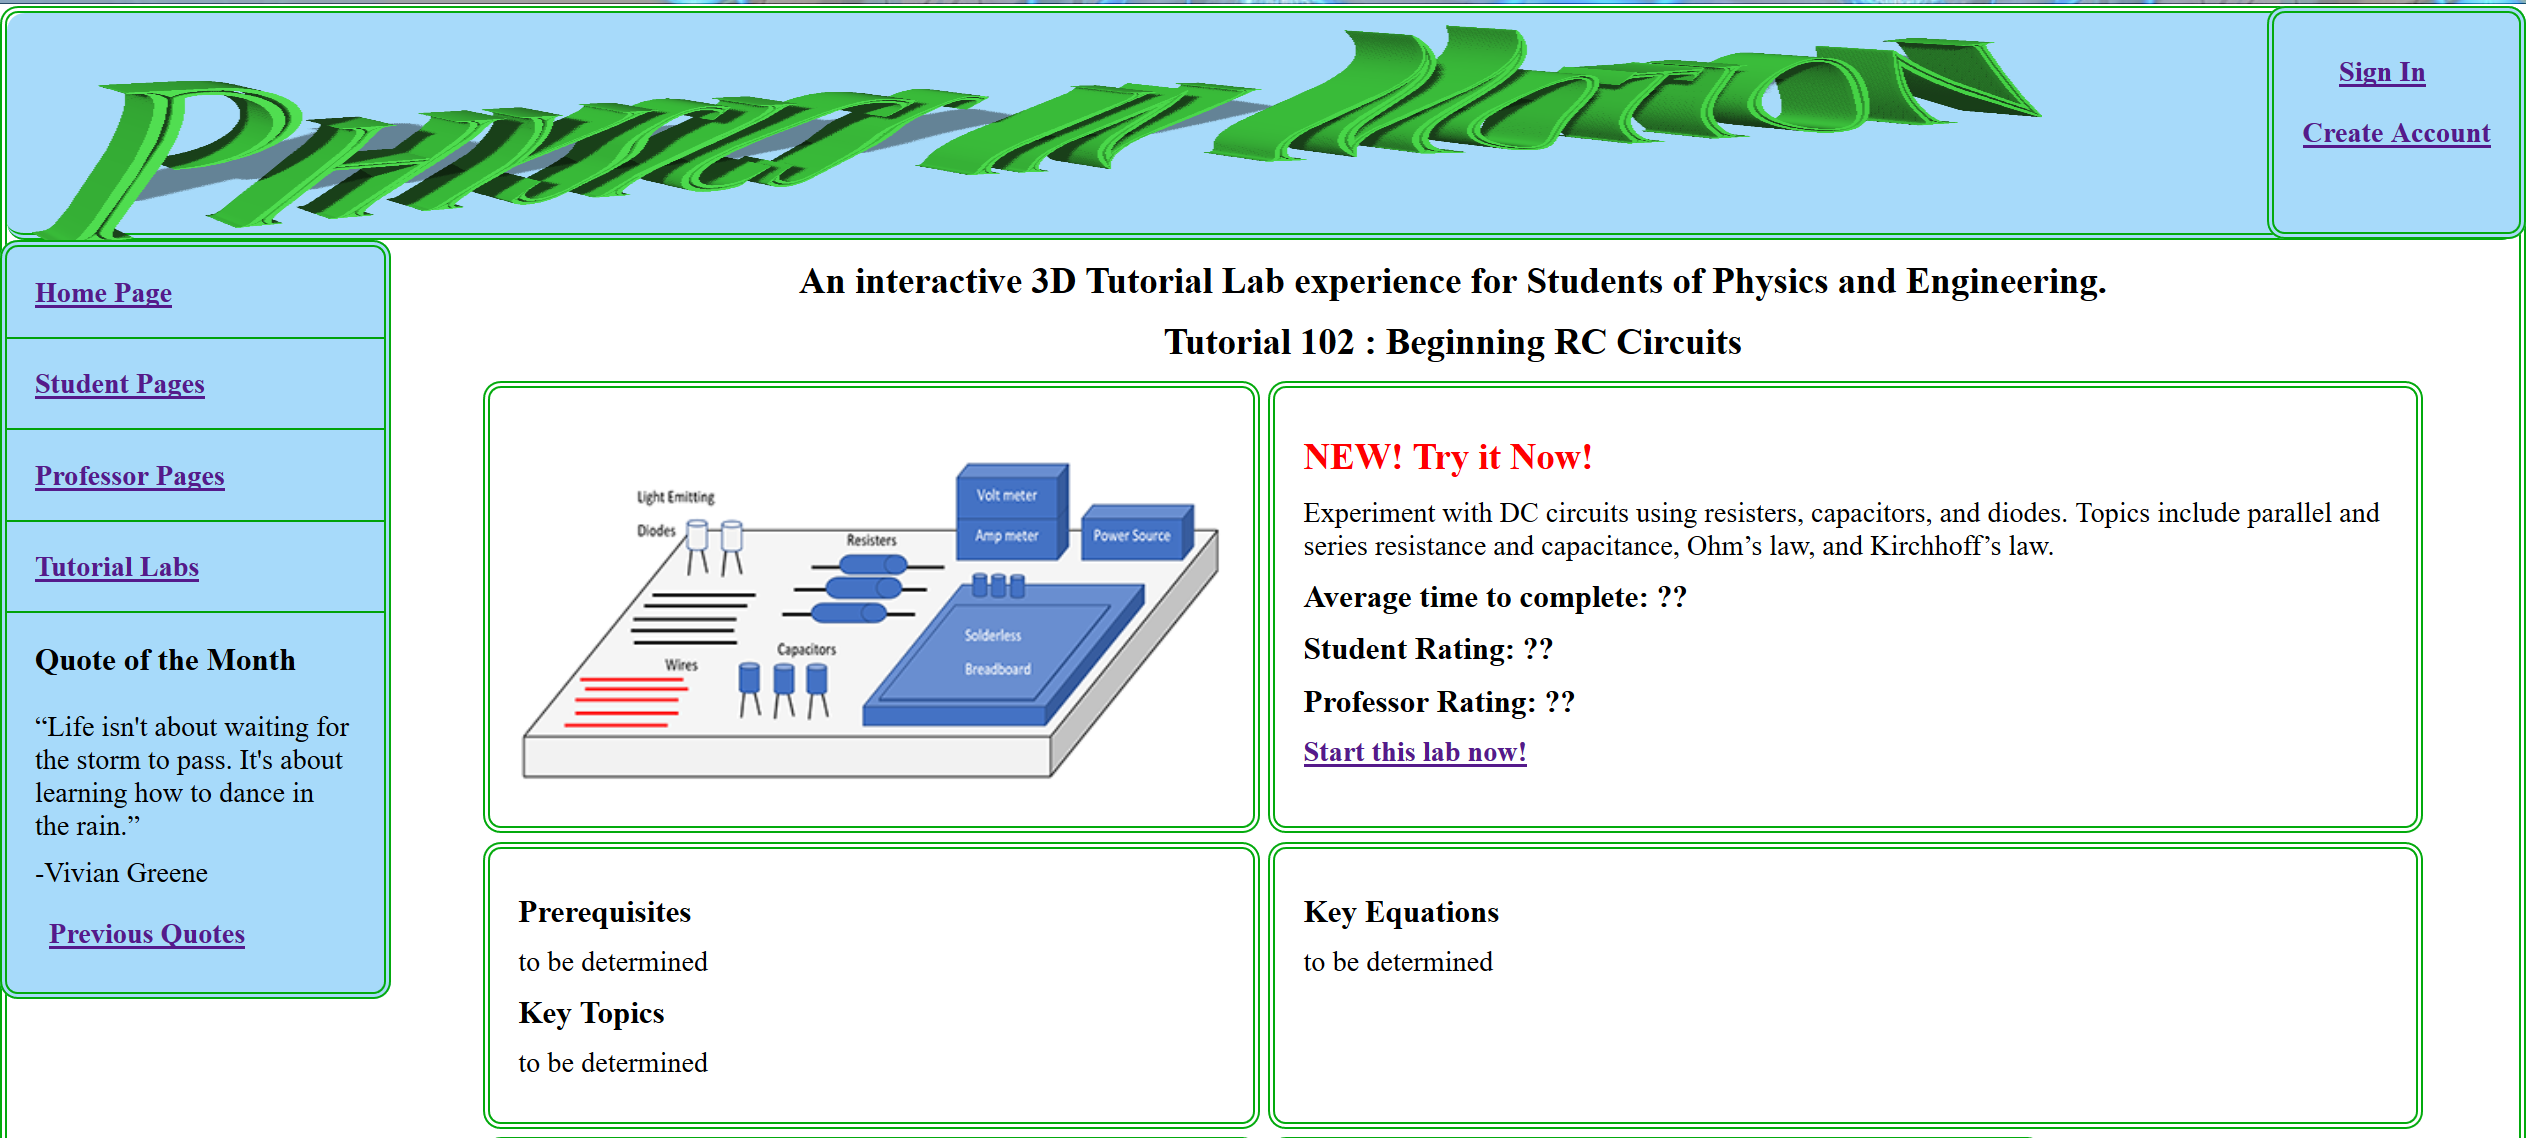 Physics in Motion
Sign In
Create Account
Home Page
Student Pages
Professor Pages
Tutorial Labs
Quote of the Month
“Life isn't about waiting for
the storm to pass. It's about
learning how to dance in
the rain.”
-Vivian Greene
Previous Quotes
An interactive 3D Tutorial Lab experience for Students of Physics and Engineering.
Tutorial 102 : Beginning RC Circuits
Light Emitting
Diodes
Resisters
Volt meter
Amp meter
Power Source
Wires
Capacitors
Solderless
Breadboard
NEW! Try it Now!
Experiment with DC circuits using resisters, capacitors, and diodes. Topics include parallel and
series resistance and capacitance, Ohm’s law, and Kirchhoff’s law.
Average time to complete: ??
Student Rating: ??
Professor Rating: ??
Start this lab now!
Prerequisites
to be determined
Key Topics
to be determined
Key Equations
to be determined